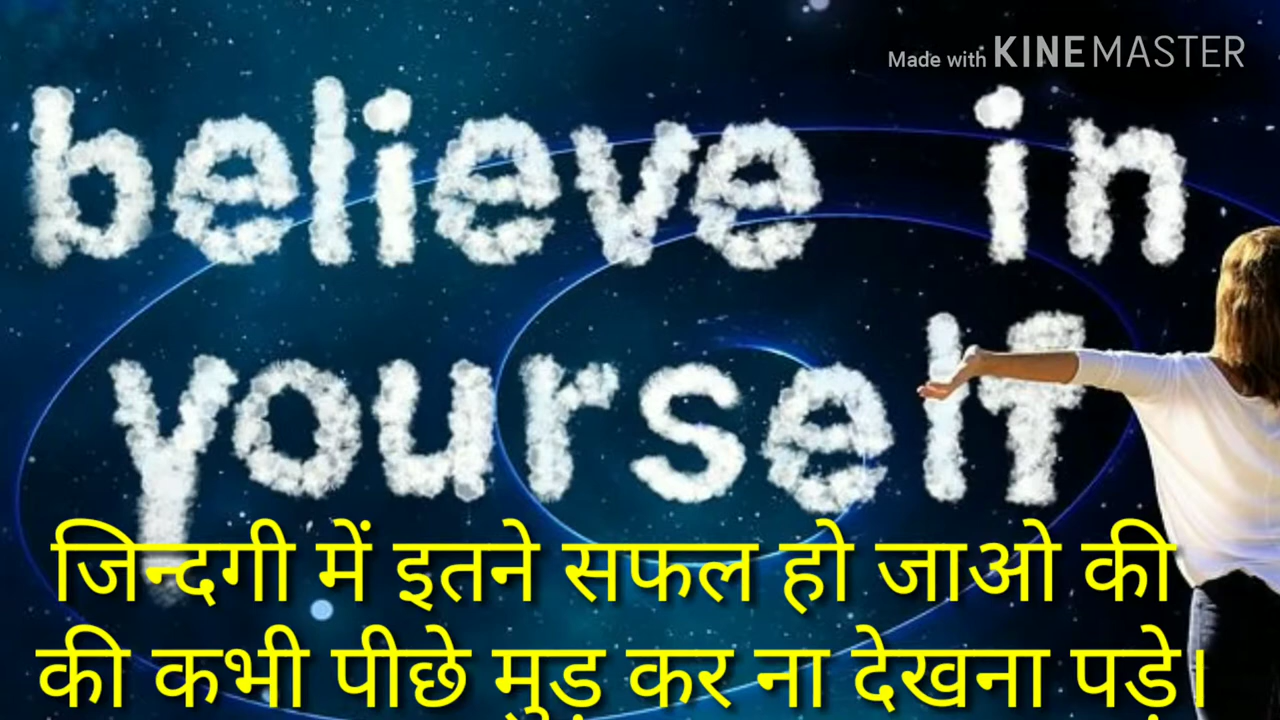 Made with KINEMASTER
believe in
yourself
जिन्दगी में इतने सफल हो जाओ की
की कभी पीछे मुड़ कर ना देखना पड़े।